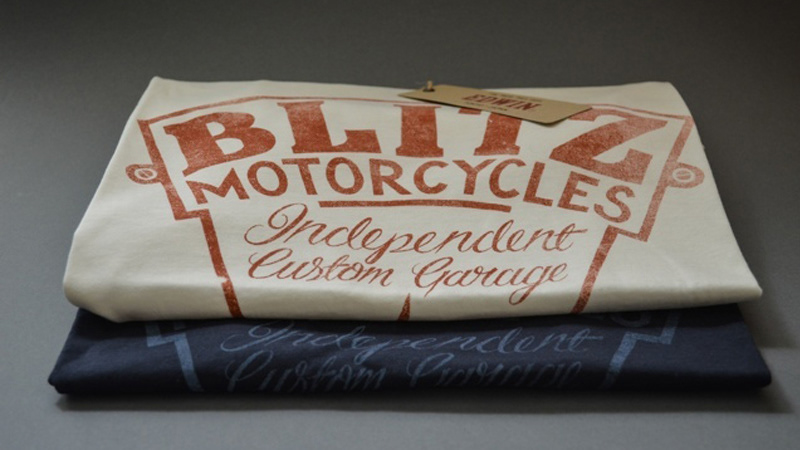 EDWIN
BLITZ
MOTORCYCLES
Independent
Custom Garage
Independent
Custom Garage